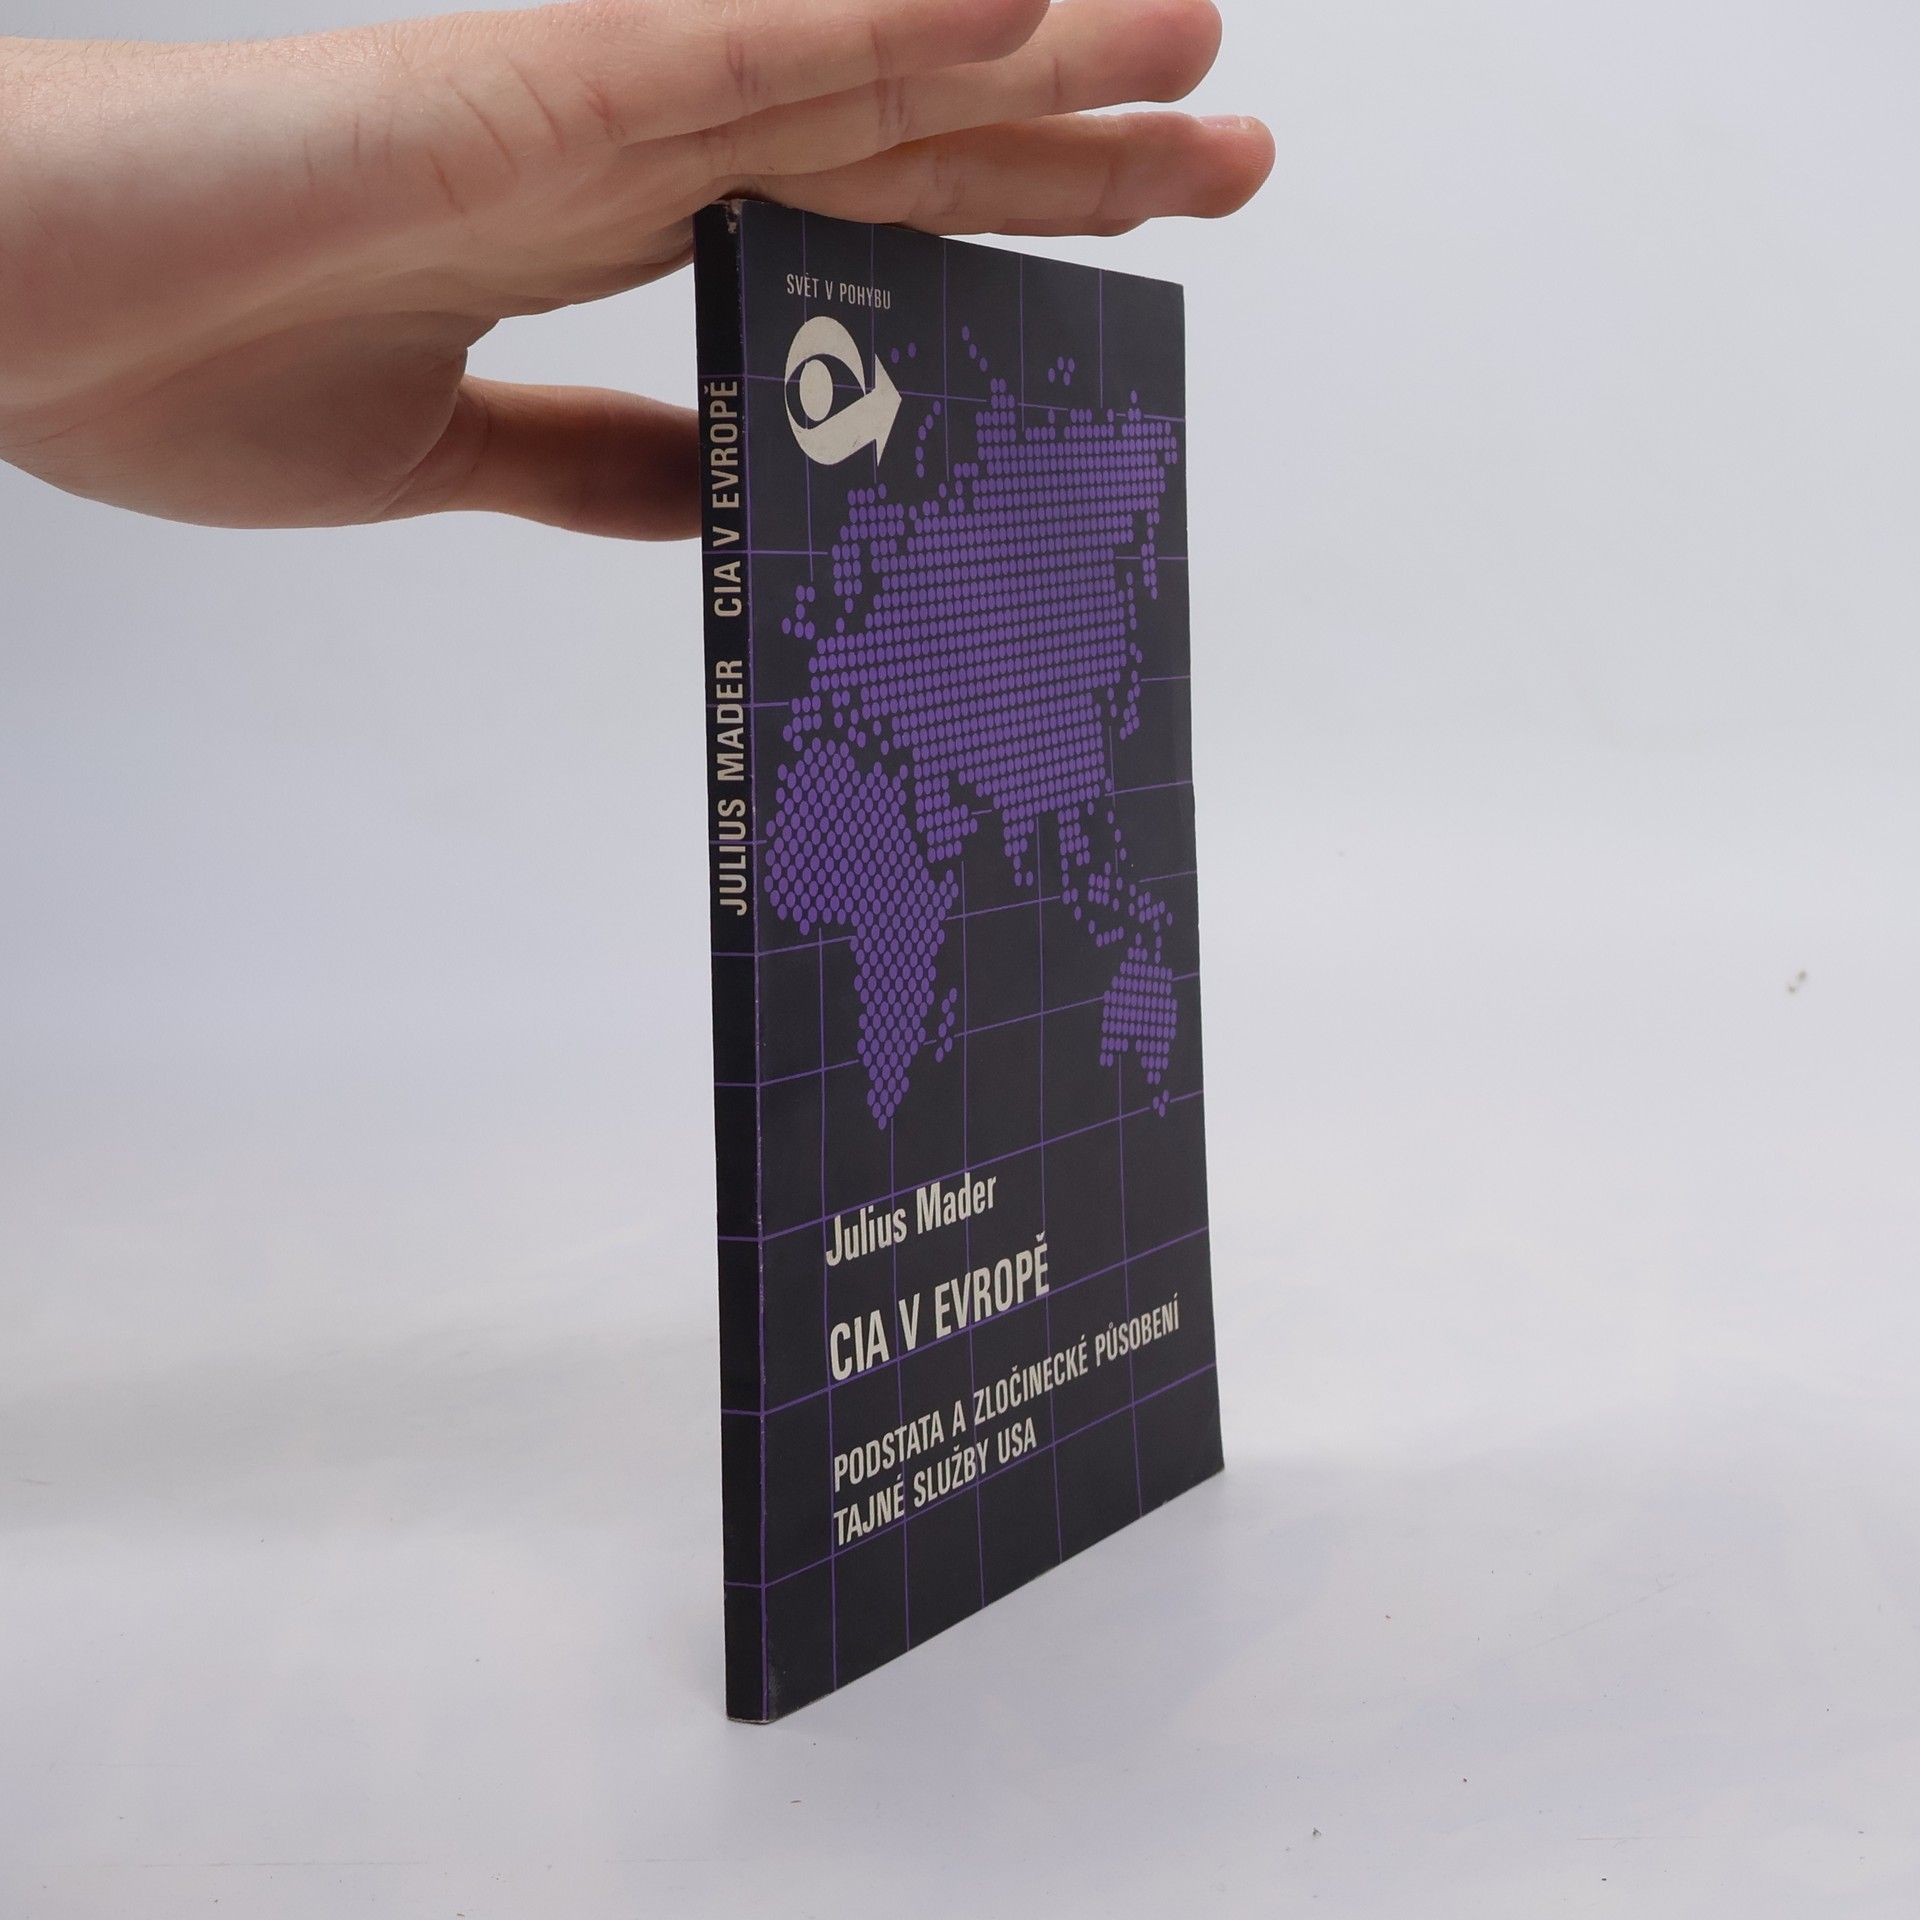 JULIUS MADER CIA V EVROPĚ
SVĚT V POHYBU
Julius Mader
CIA V EVROPĚ
PODSTATA A ZLOČINECKÉ PŮSOBENÍ
TAJNÉ SLUŽBY USA